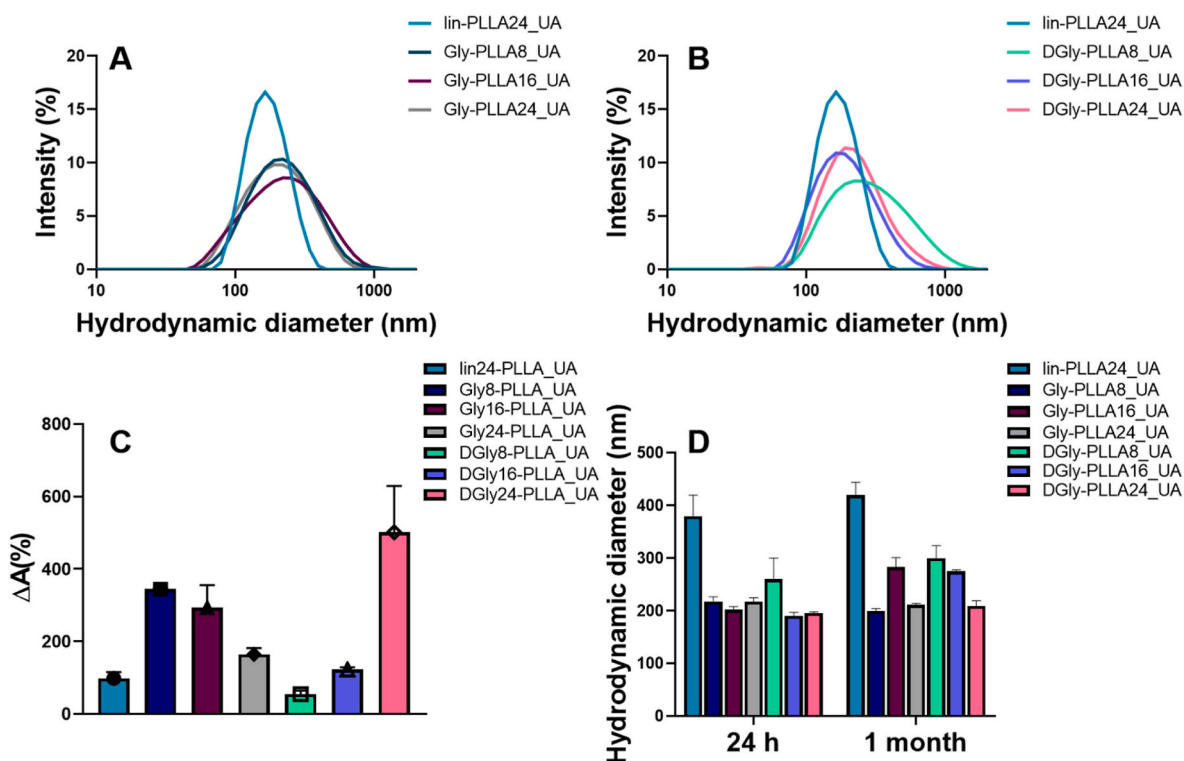 A
Intensity (%)
20
15
10
5
0
10
100
1000
Hydrodynamic diameter (nm)
lin-PLLA24_UA
Gly-PLLA8_UA
Gly-PLLA16_UA
Gly-PLLA24_UA
B
Intensity (%)
20
15
10
5
0
10
100
1000
Hydrodynamic diameter (nm)
lin-PLLA24_UA
DGly-PLLA8_UA
DGly-PLLA16_UA
DGly-PLLA24_UA
C
ΔA(%)
800
600
400
200
0
lin24-PLLA_UA
Gly8-PLLA_UA
Gly16-PLLA_UA
Gly24-PLLA_UA
DGly8-PLLA_UA
DGly16-PLLA_UA
DGly24-PLLA_UA
D
Hydrodynamic diameter (nm)
500
400
300
200
100
0
24 h
1 month
lin-PLLA24_UA
Gly-PLLA8_UA
Gly-PLLA16_UA
Gly-PLLA24_UA
DGly-PLLA8_UA
DGly-PLLA16_UA
DGly-PLLA24_UA